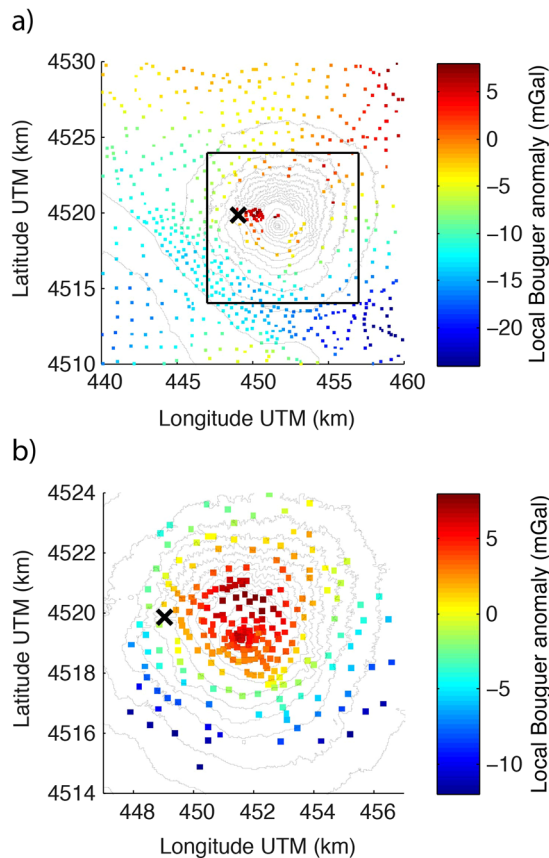 a)
4530
4525
4520
4515
4510
Latitude UTM (km)
440 445 450 455 460
Longitude UTM (km)
5
0
−5
−10
−15
−20
Local Bouguer anomaly (mGal)
b)
4524
4522
4520
4518
4516
4514
Latitude UTM (km)
448 450 452 454 456
Longitude UTM (km)
5
0
−5
−10
Local Bouguer anomaly (mGal)